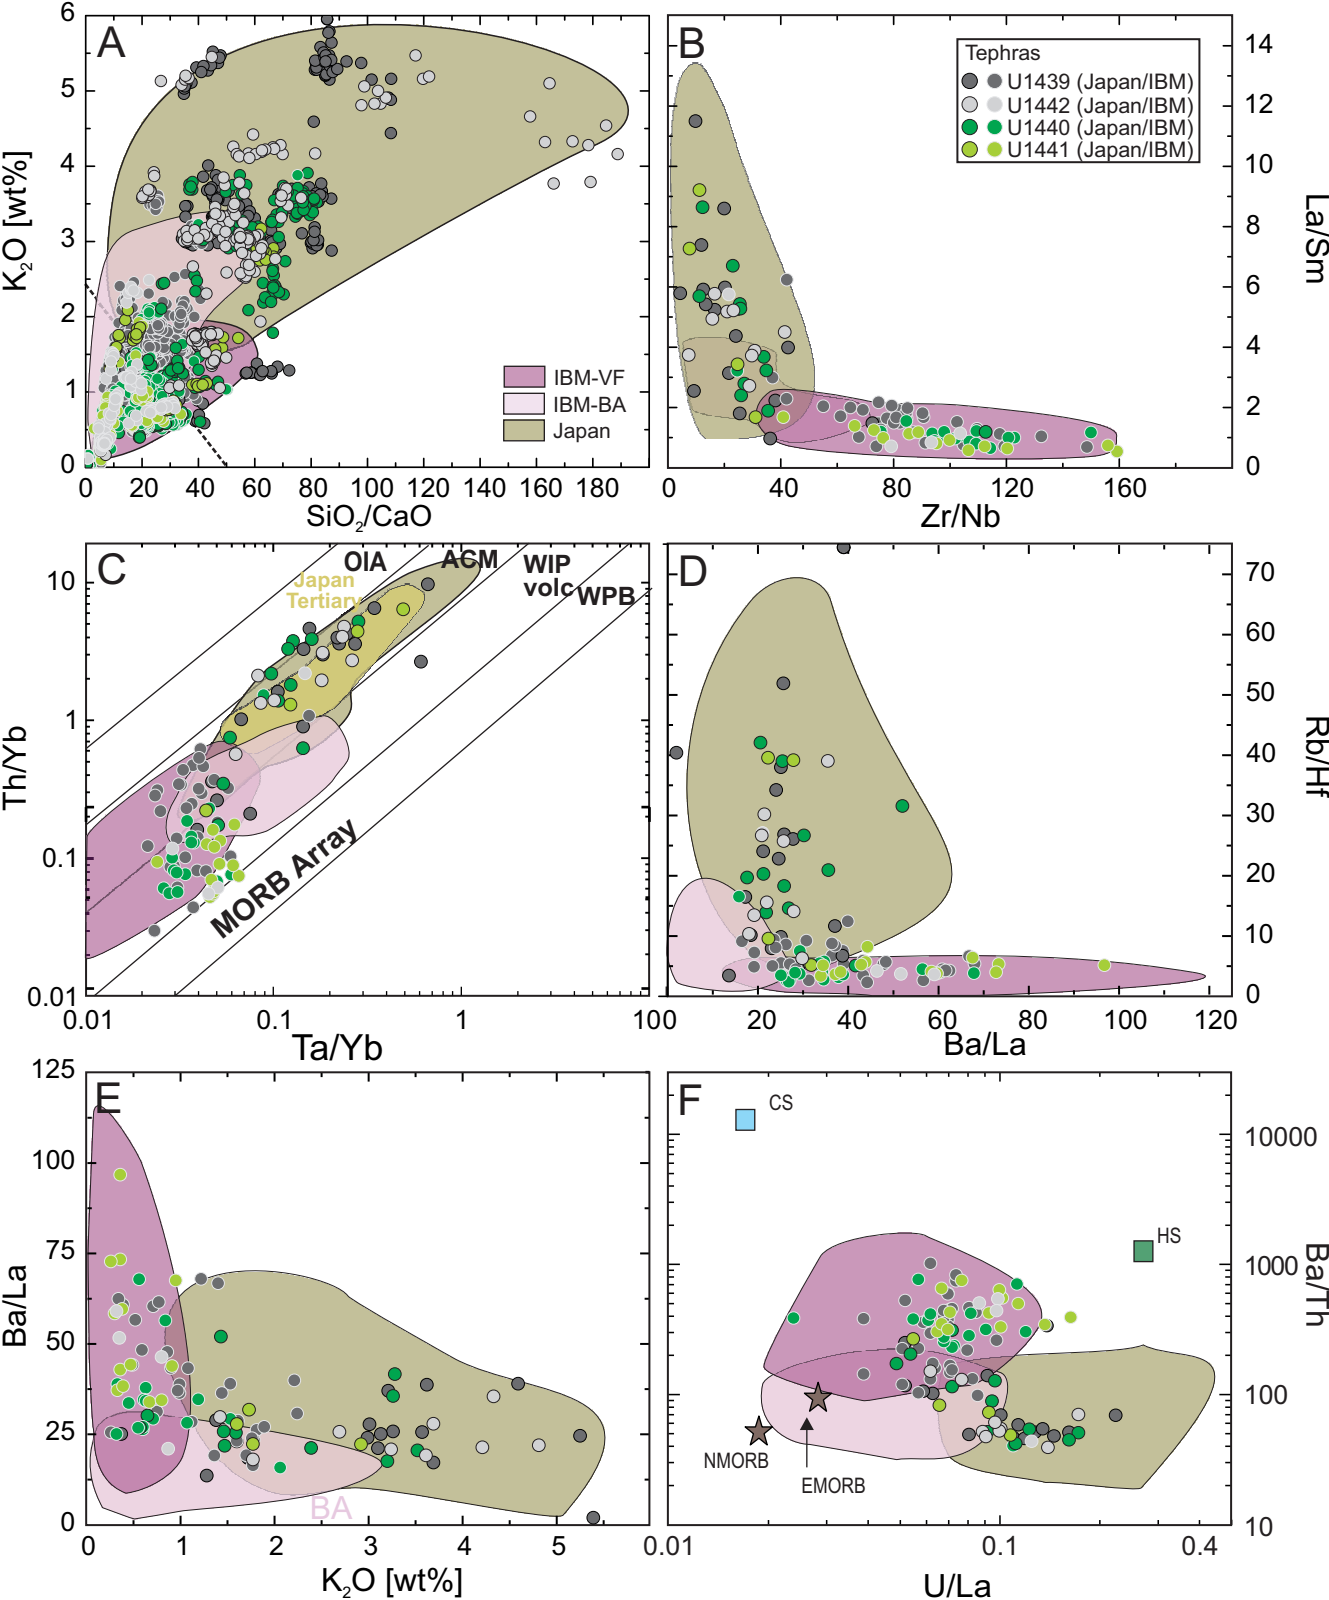 A
6
5
4
3
2
1
0
K2O [wt%]
0 20 40 60 80 100 120 140 160 180
SiO2/CaO
IBM-VF
IBM-BA
Japan
B
Tephras
U1439 (Japan/IBM)
U1442 (Japan/IBM)
U1440 (Japan/IBM)
U1441 (Japan/IBM)
14
12
10
8
6
4
2
0
La/Sm
0 40 80 120 160
Zr/Nb
C
OIA
ACM
WIP
volc
WPB
Japan
Tertiary
MORB Array
10
1
0.1
0.01
Th/Yb
0.01 0.1 1 10
Ta/Yb
D
70
60
50
40
30
20
10
0
Rb/Hf
0 20 40 60 80 100 120
Ba/La
E
125
100
75
50
25
0
Ba/La
BA
0 1 2 3 4 5
K2O [wt%]
F
CS
HS
NMORB
EMORB
10000
1000
100
10
Ba/Th
0.01 0.1 0.4
U/La